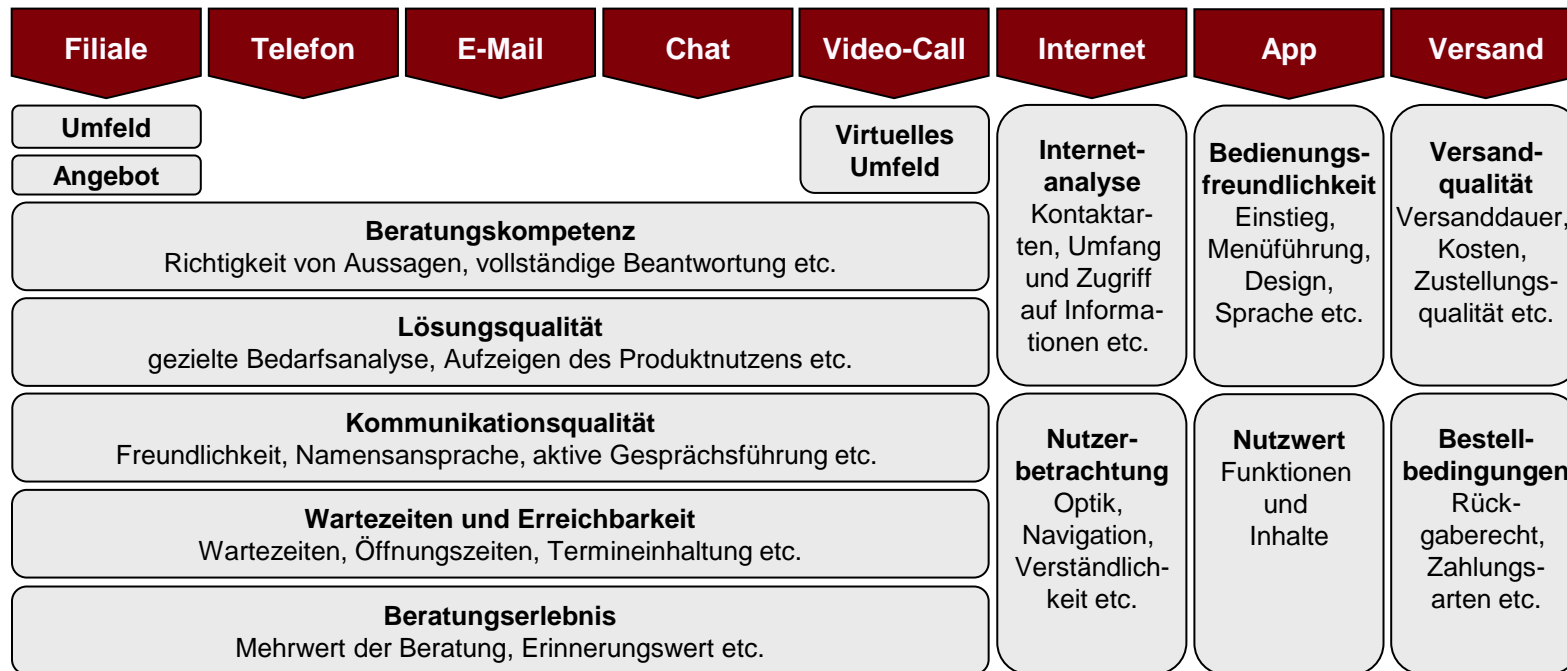 Filiale
Telefon
E-Mail
Chat
Video-Call
Internet
App
Versand
Umfeld
Angebot
Virtuelles
Umfeld
Beratungskompetenz
Richtigkeit von Aussagen, vollständige Beantwortung etc.
Lösungsqualität
gezielte Bedarfsanalyse, Aufzeigen des Produktnutzens etc.
Kommunikationsqualität
Freundlichkeit, Namensansprache, aktive Gesprächsführung etc.
Wartezeiten und Erreichbarkeit
Wartezeiten, Öffnungszeiten, Termineinhaltung etc.
Beratungserlebnis
Mehrwert der Beratung, Erinnerungswert etc.
Internet-
analyse
Kontaktar-
ten, Umfang
und Zugriff
auf Informa-
tionen etc.
Nutzer-
betrachtung
Optik,
Navigation,
Verständlich-
keit etc.
Bedienungs-
freundlichkeit
Einstieg,
Menüführung,
Design,
Sprache etc.
Nutzwert
Funktionen
und
Inhalte
Versand-
qualität
Versanddauer,
Kosten,
Zustellungs-
qualität etc.
Bestell-
bedingungen
Rück-
gaberecht,
Zahlungs-
arten etc.